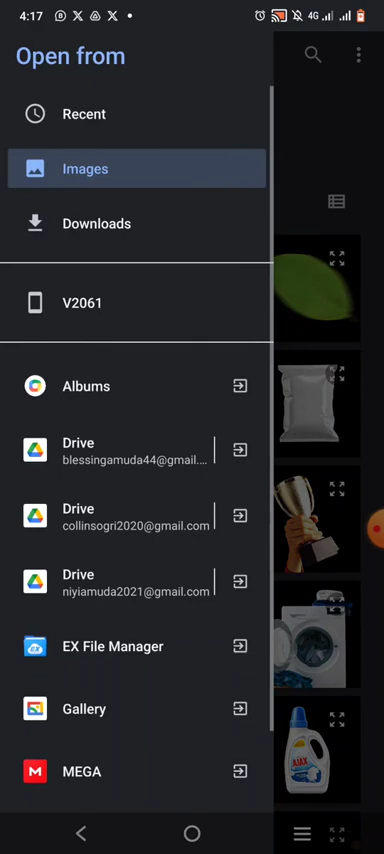 4:17
4G
Open from
Recent
Images
Downloads
V2061
Albums
Drive
blessingamuda44@gmail....
Drive
collinsogri2020@gmail.com
Drive
niyiamuda2021@gmail.com
EX File Manager
Gallery
MEGA
AJAX